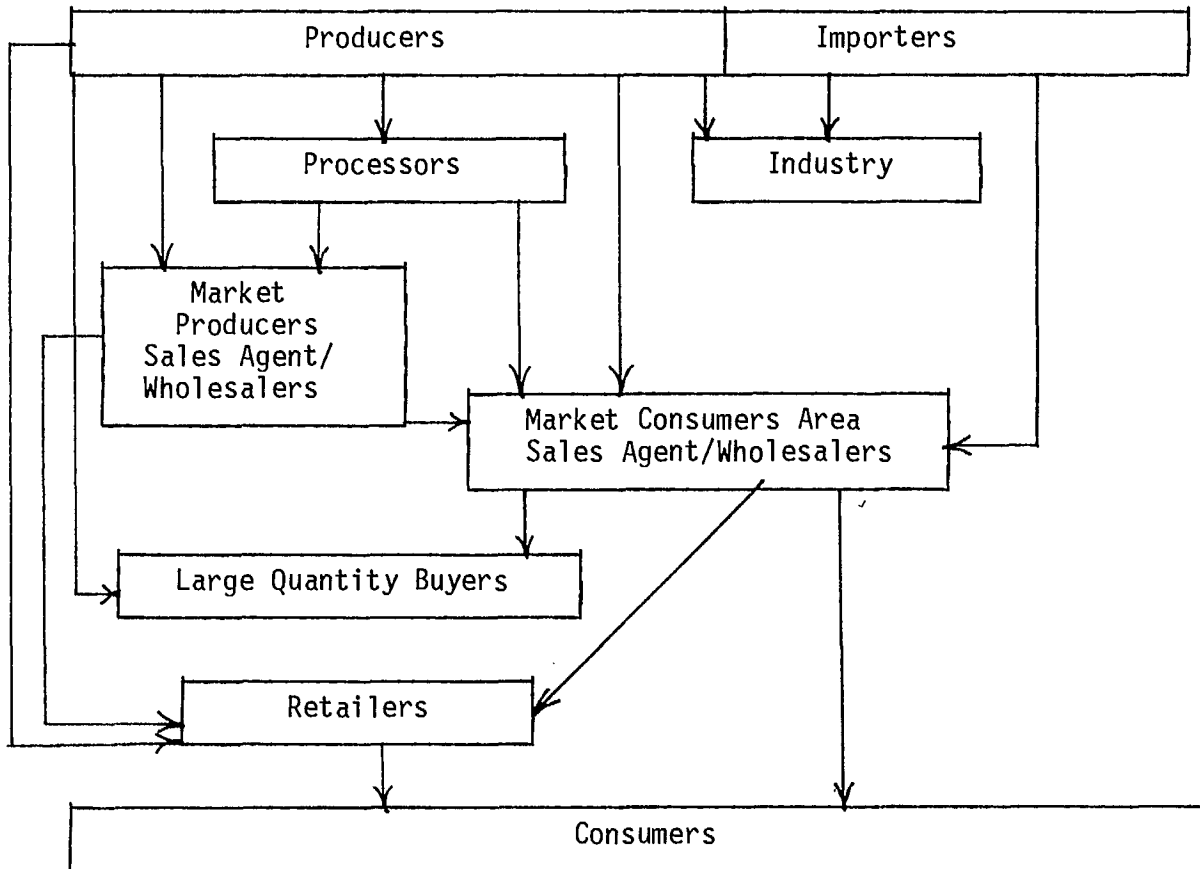 Producers
Importers
Processors
Industry
Market
Producers
Sales Agent/
Wholesalers
Market Consumers Area
Sales Agent/Wholesalers
Large Quantity Buyers
Retailers
Consumers